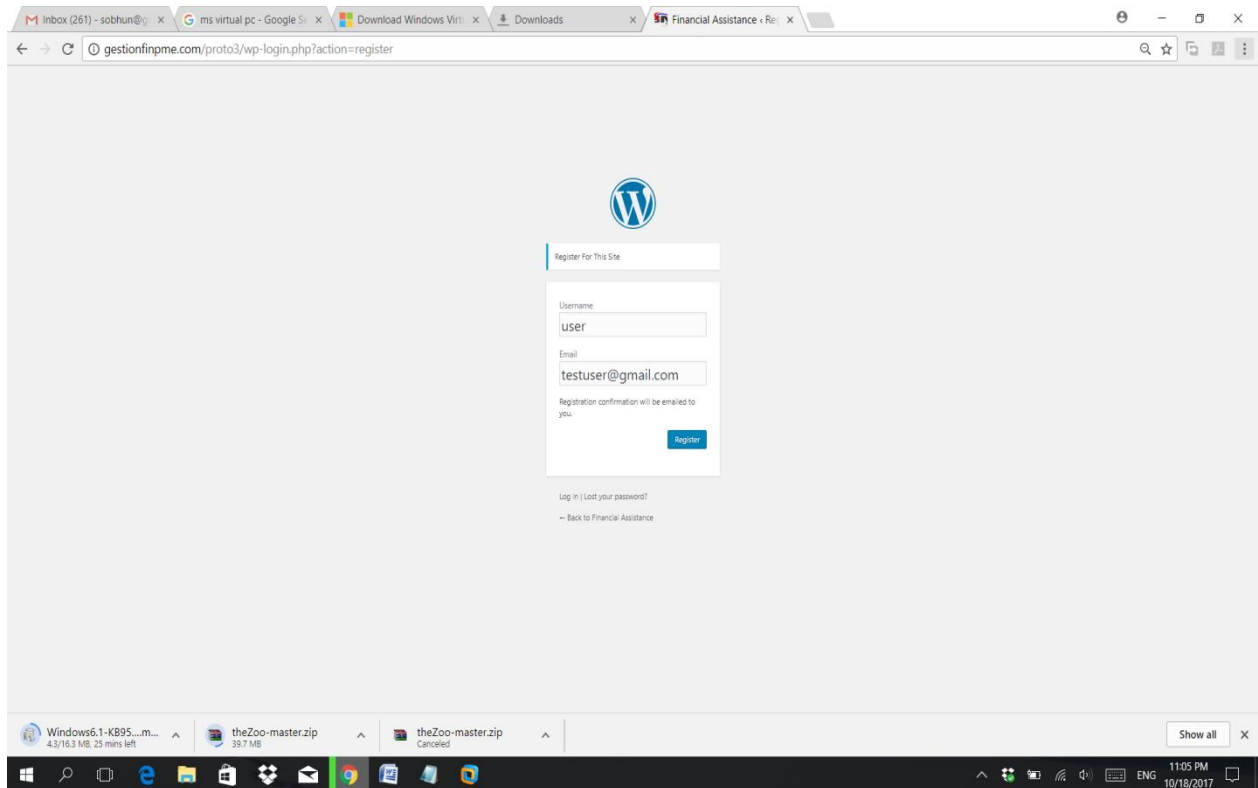 Inbox (261) - sobhun@g
ms virtual pc - Google S
Download Windows Virt
Downloads
Financial Assistance ‹ Reg
gestionfinpme.com/proto3/wp-login.php?action=register
Register For This Site
Username
user
Email
testuser@gmail.com
Registration confirmation will be emailed to
you.
Register
Log in | Lost your password?
← Back to Financial Assistance
Windows6.1-KB95....m...
4.3/16.3 MB, 25 mins left
theZoo-master.zip
39.7 MB
theZoo-master.zip
Canceled
Show all
ENG
11:05 PM
10/18/2017